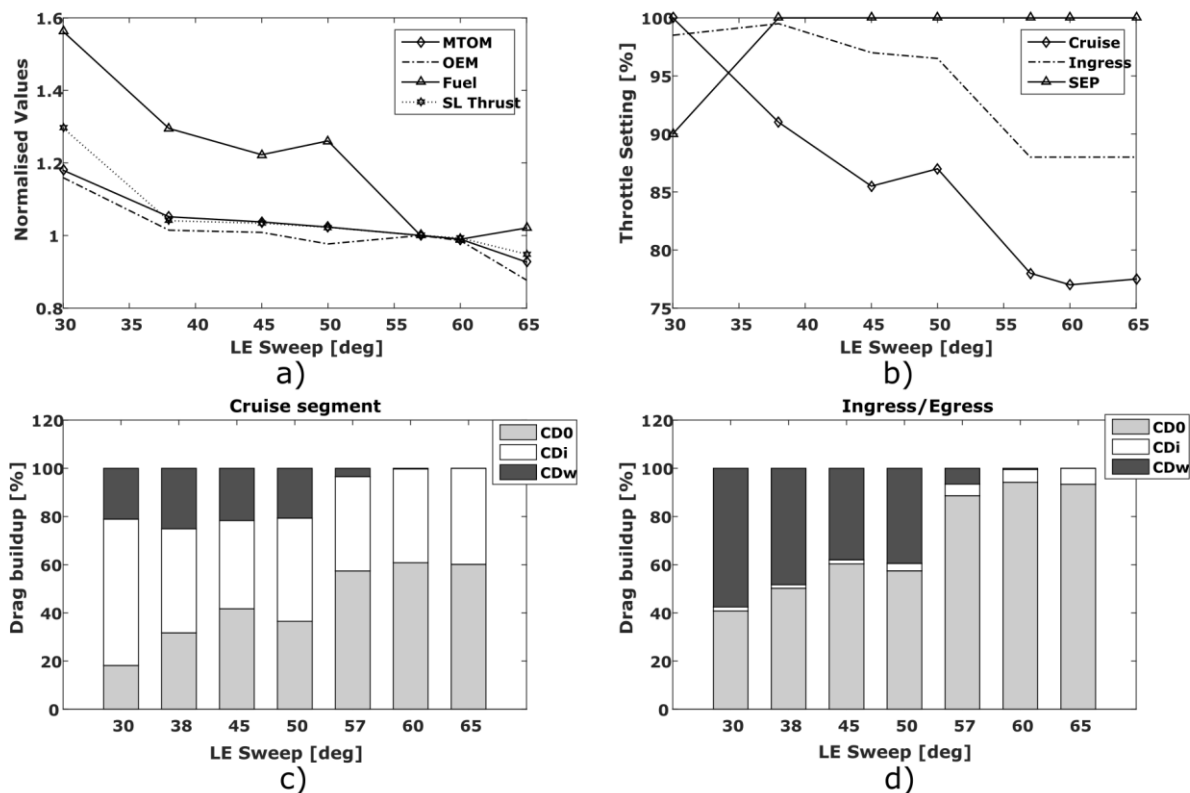 1.6
1.4
1.2
1
0.8
Normalised Values
MTOM
OEM
Fuel
SL Thrust
30 35 40 45 50 55 60 65
LE Sweep [deg]
a)
100
95
90
85
80
75
Throttle Setting [%]
Cruise
Ingress
SEP
30 35 40 45 50 55 60 65
LE Sweep [deg]
b)
Cruise segment
120
100
80
60
40
20
0
Drag buildup [%]
CD0
CDi
CDw
30 38 45 50 57 60 65
LE Sweep [deg]
c)
Ingress/Egress
120
100
80
60
40
20
0
Drag buildup [%]
CD0
CDi
CDw
30 38 45 50 57 60 65
LE Sweep [deg]
d)